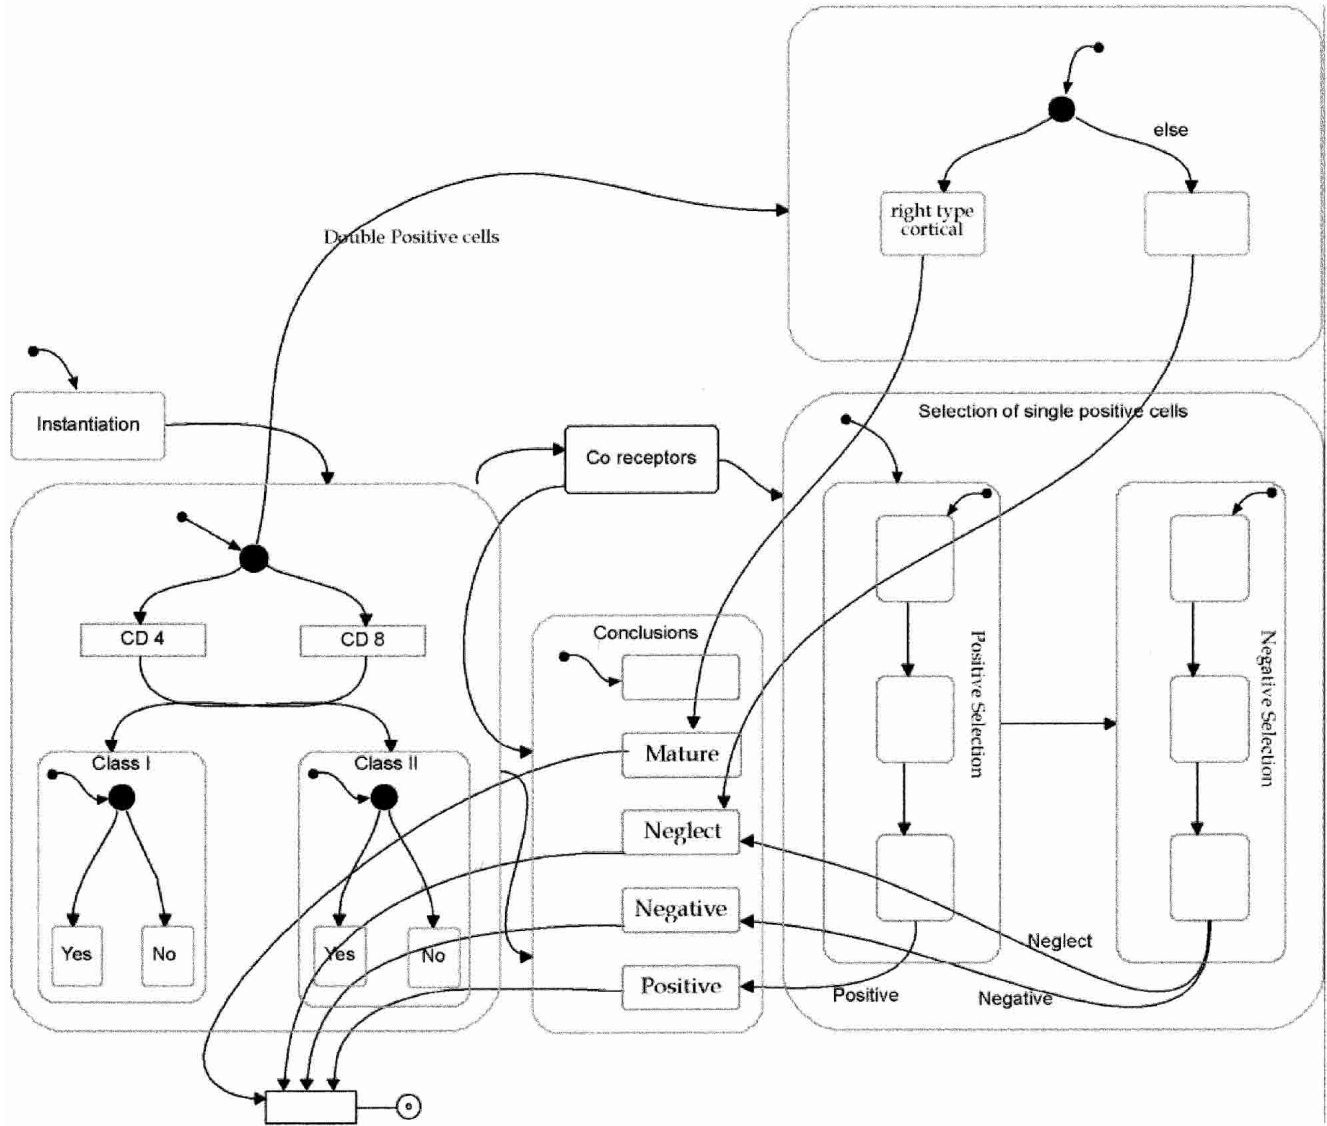 else
right type
cortical
Double Positive cells
Instantiation
Co receptors
Selection of single positive cells
CD 4
CD 8
Conclusions
Positive Selection
Negative Selection
Class I
Class II
Mature
Neglect
Negative
Positive
Yes
No
Yes
No
Neglect
Positive
Negative